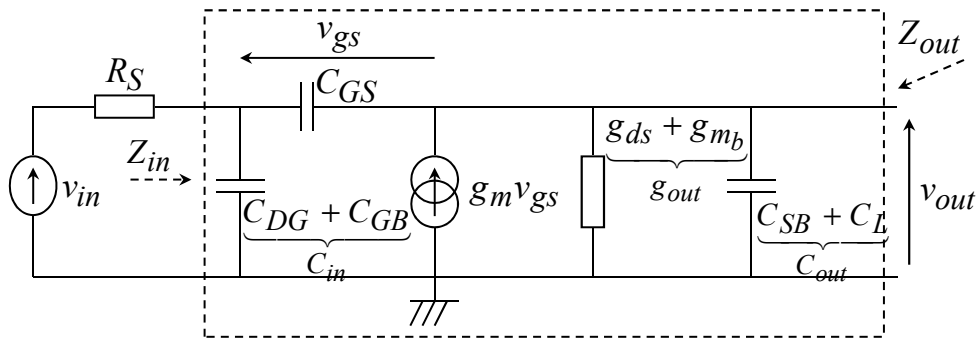 v_gs
Z_out
R_S
C_GS
g_ds + g_mb
Z_in
v_in
g_m v_gs
g_out
v_out
C_DG + C_GB
C_SB + C_L
C_in
C_out